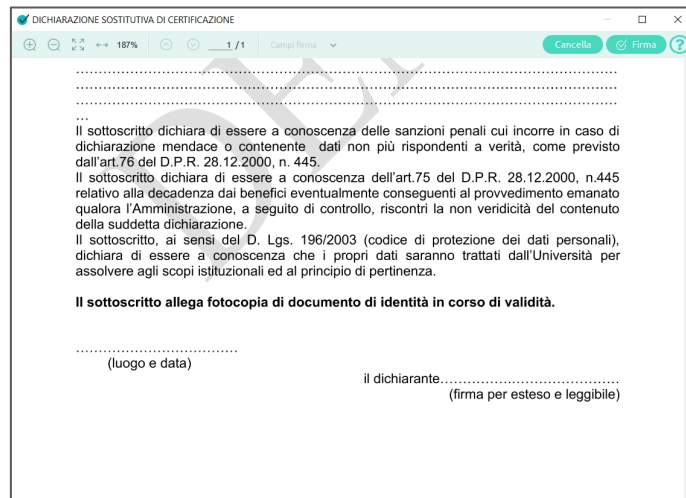 DICHIARAZIONE SOSTITUTIVA DI CERTIFICAZIONE
187% 1 / 1 Campi firma Cancella Firma ?
……………………………………………………………………………………………
……………………………………………………………………………………………
……………………………………………………………………………………………
…
Il sottoscritto dichiara di essere a conoscenza delle sanzioni penali cui incorre in caso di
dichiarazione mendace o contenente dati non più rispondenti a verità, come previsto
dall'art.76 del D.P.R. 28.12.2000, n. 445.
Il sottoscritto dichiara di essere a conoscenza dell'art.75 del D.P.R. 28.12.2000, n.445
relativo alla decadenza dai benefici eventualmente conseguenti al provvedimento emanato
qualora l'Amministrazione, a seguito di controllo, riscontri la non veridicità del contenuto
della suddetta dichiarazione.
Il sottoscritto, ai sensi del D. Lgs. 196/2003 (codice di protezione dei dati personali),
dichiara di essere a conoscenza che i propri dati saranno trattati dall'Università per
assolvere agli scopi istituzionali ed al principio di pertinenza.
Il sottoscritto allega fotocopia di documento di identità in corso di validità.
………………………………
(luogo e data)
il dichiarante…………………………………
(firma per esteso e leggibile)